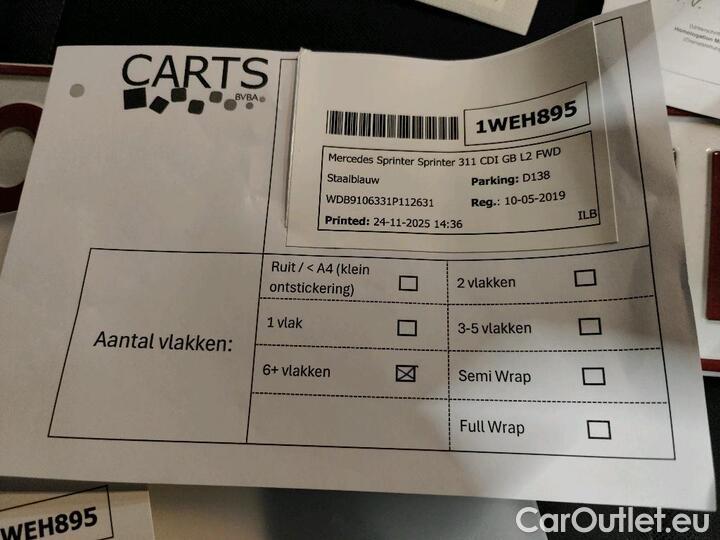 CARTS
BVBA
1WEH895
Mercedes Sprinter Sprinter 311 CDI GB L2 FWD
Staalblauw Parking: D138
WDB9106331P112631 Reg.: 10-05-2019
Printed: 24-11-2025 14:36 ILB
Aantal vlakken:
Ruit / < A4 (klein ontstickering)
2 vlakken
1 vlak
3-5 vlakken
6+ vlakken
Semi Wrap
Full Wrap
WEH895
Homologation M
CarOutlet.eu